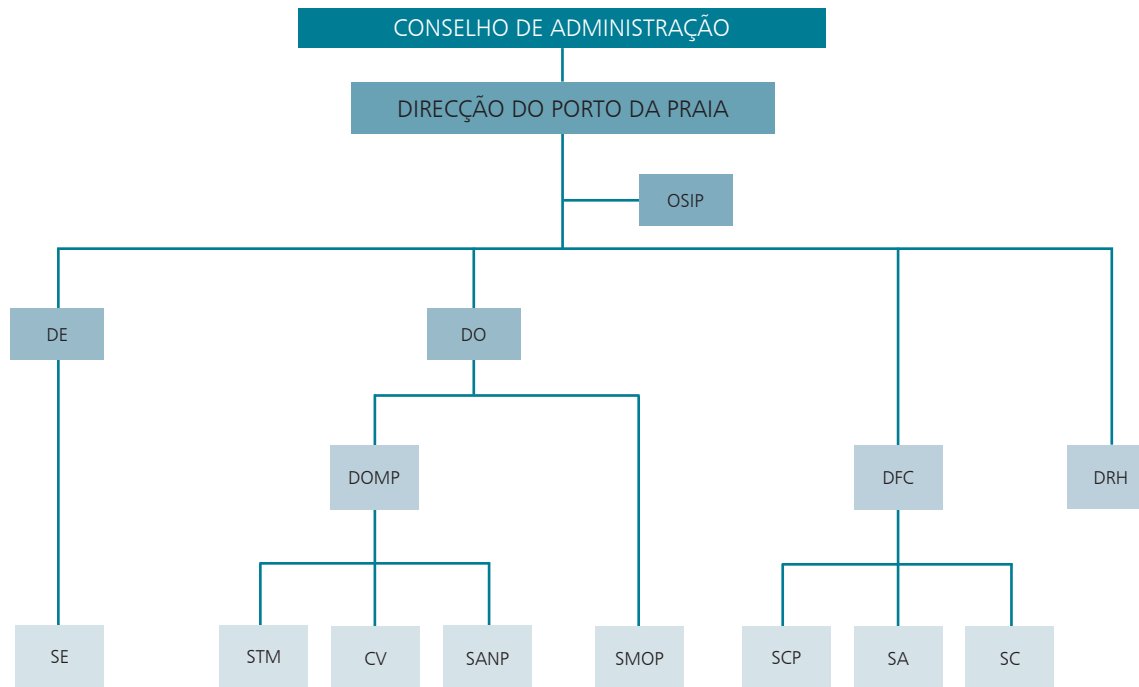 CONSELHO DE ADMINISTRAÇÃO
DIRECÇÃO DO PORTO DA PRAIA
OSIP
DE
DO
DOMP
DFC
DRH
SE
STM
CV
SANP
SMOP
SCP
SA
SC